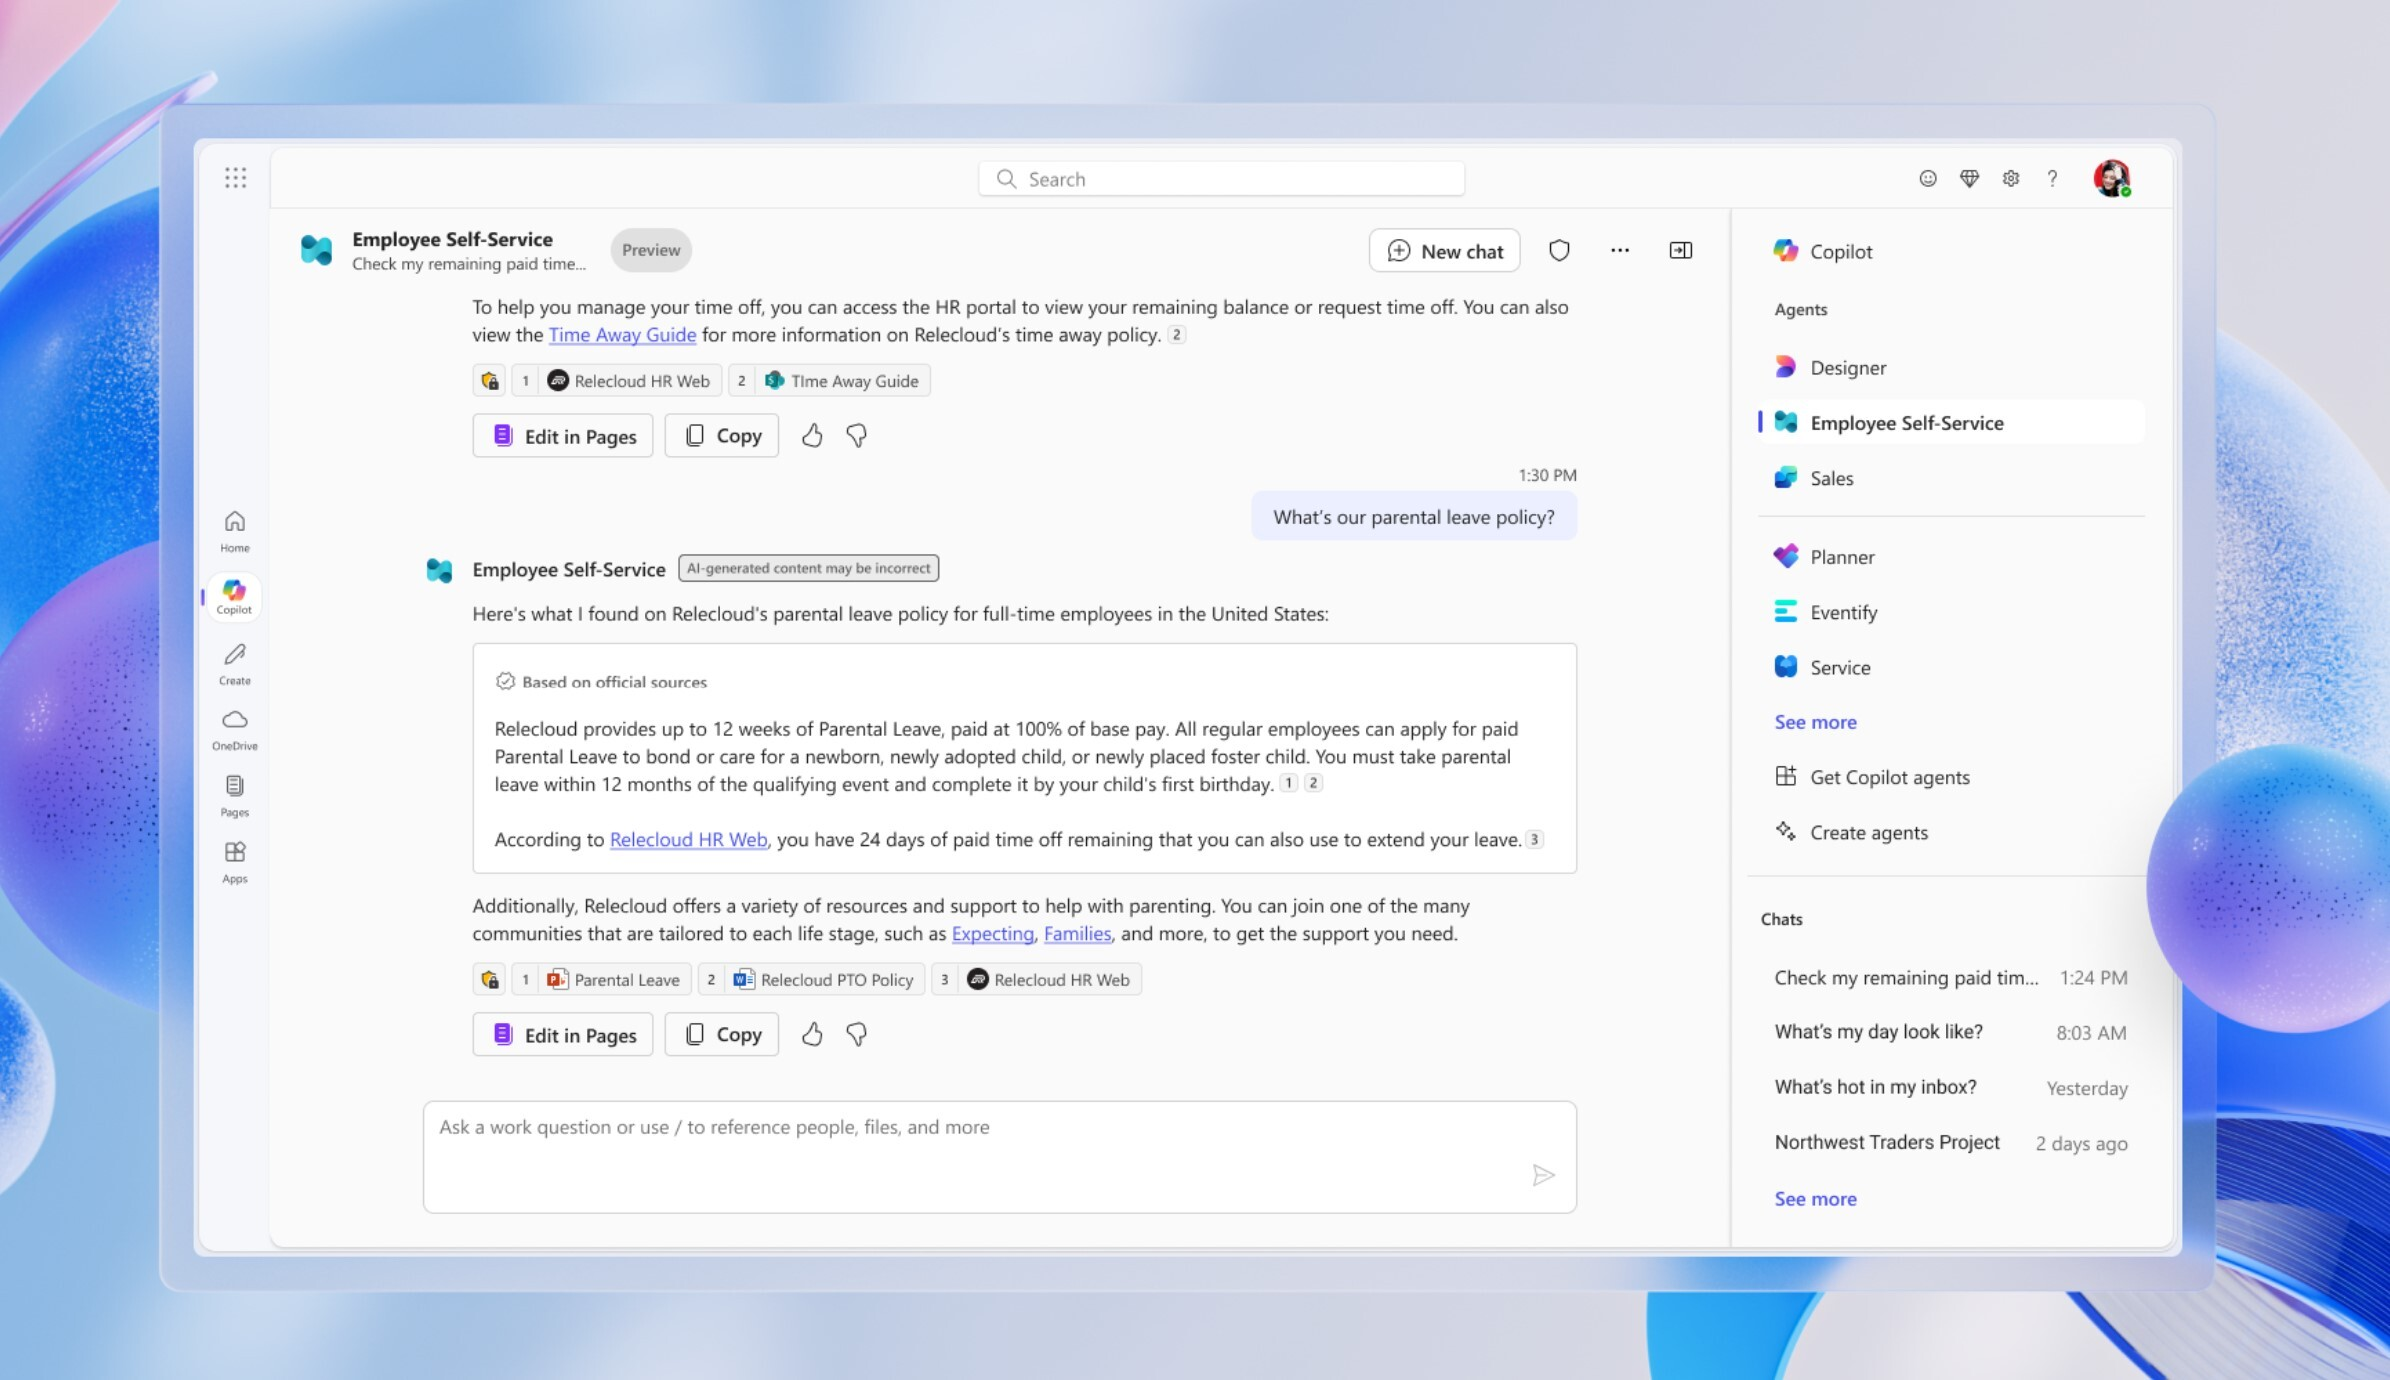 Search
Employee Self-Service
Check my remaining paid time...
Preview
New chat
To help you manage your time off, you can access the HR portal to view your remaining balance or request time off. You can also
view the Time Away Guide for more information on Relecloud's time away policy. 2
1 Relecloud HR Web 2 TIme Away Guide
Edit in Pages Copy
1:30 PM
What's our parental leave policy?
Employee Self-Service AI-generated content may be incorrect
Here's what I found on Relecloud's parental leave policy for full-time employees in the United States:
Based on official sources
Relecloud provides up to 12 weeks of Parental Leave, paid at 100% of base pay. All regular employees can apply for paid
Parental Leave to bond or care for a newborn, newly adopted child, or newly placed foster child. You must take parental
leave within 12 months of the qualifying event and complete it by your child's first birthday. 1 2
According to Relecloud HR Web, you have 24 days of paid time off remaining that you can also use to extend your leave. 3
Additionally, Relecloud offers a variety of resources and support to help with parenting. You can join one of the many
communities that are tailored to each life stage, such as Expecting, Families, and more, to get the support you need.
1 Parental Leave 2 Relecloud PTO Policy 3 Relecloud HR Web
Edit in Pages Copy
Ask a work question or use / to reference people, files, and more
Home
Copilot
Create
OneDrive
Pages
Apps
Copilot
Agents
Designer
Employee Self-Service
Sales
Planner
Eventify
Service
See more
Get Copilot agents
Create agents
Chats
Check my remaining paid tim... 1:24 PM
What's my day look like? 8:03 AM
What's hot in my inbox? Yesterday
Northwest Traders Project 2 days ago
See more